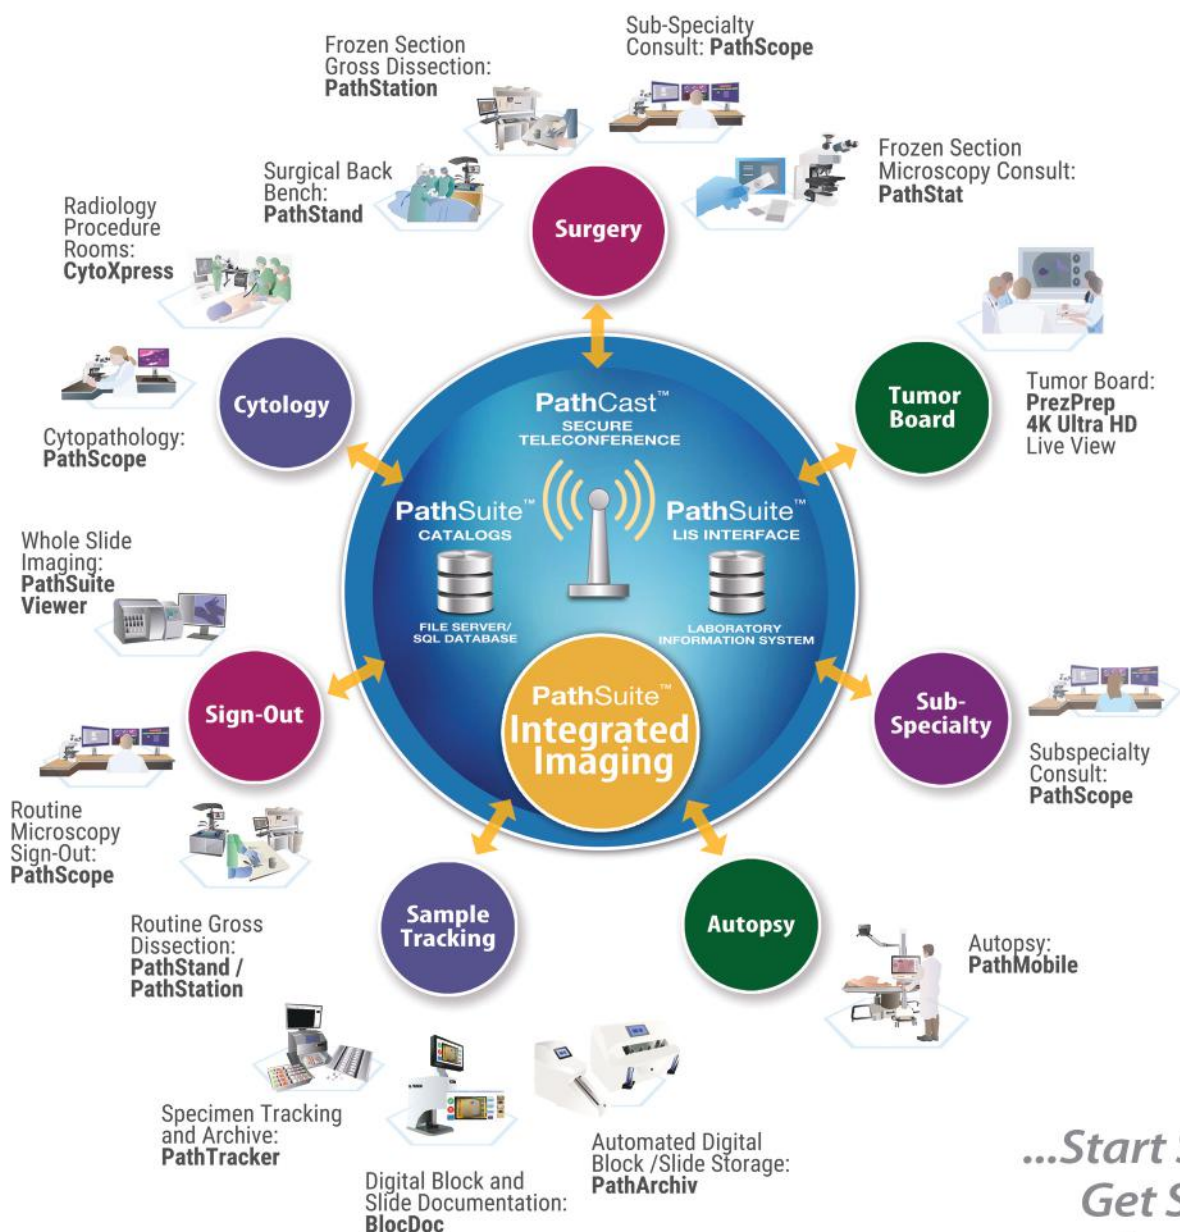 Sub-Specialty
Consult: PathScope
Frozen Section
Gross Dissection:
PathStation
Frozen Section
Microscopy Consult:
PathStat
Surgical Back
Bench:
PathStand
Surgery
Radiology
Procedure
Rooms:
CytoXpress
Cytology
Cytopathology:
PathScope
Tumor
Board
Tumor Board:
PrezPrep
4K Ultra HD
Live View
PathCast™
SECURE
TELECONFERENCE
PathSuite™
CATALOGS
FILE SERVER/
SQL DATABASE
PathSuite™
LIS INTERFACE
LABORATORY
INFORMATION SYSTEM
PathSuite™
Integrated
Imaging
Whole Slide
Imaging:
PathSuite
Viewer
Sign-Out
Routine
Microscopy
Sign-Out:
PathScope
Routine Gross
Dissection:
PathStand /
PathStation
Sub-
Specialty
Subspecialty
Consult:
PathScope
Sample
Tracking
Autopsy
Autopsy:
PathMobile
Specimen Tracking
and Archive:
PathTracker
Digital Block and
Slide Documentation:
BlocDoc
Automated Digital
Block /Slide Storage:
PathArchiv
...Start S
Get S